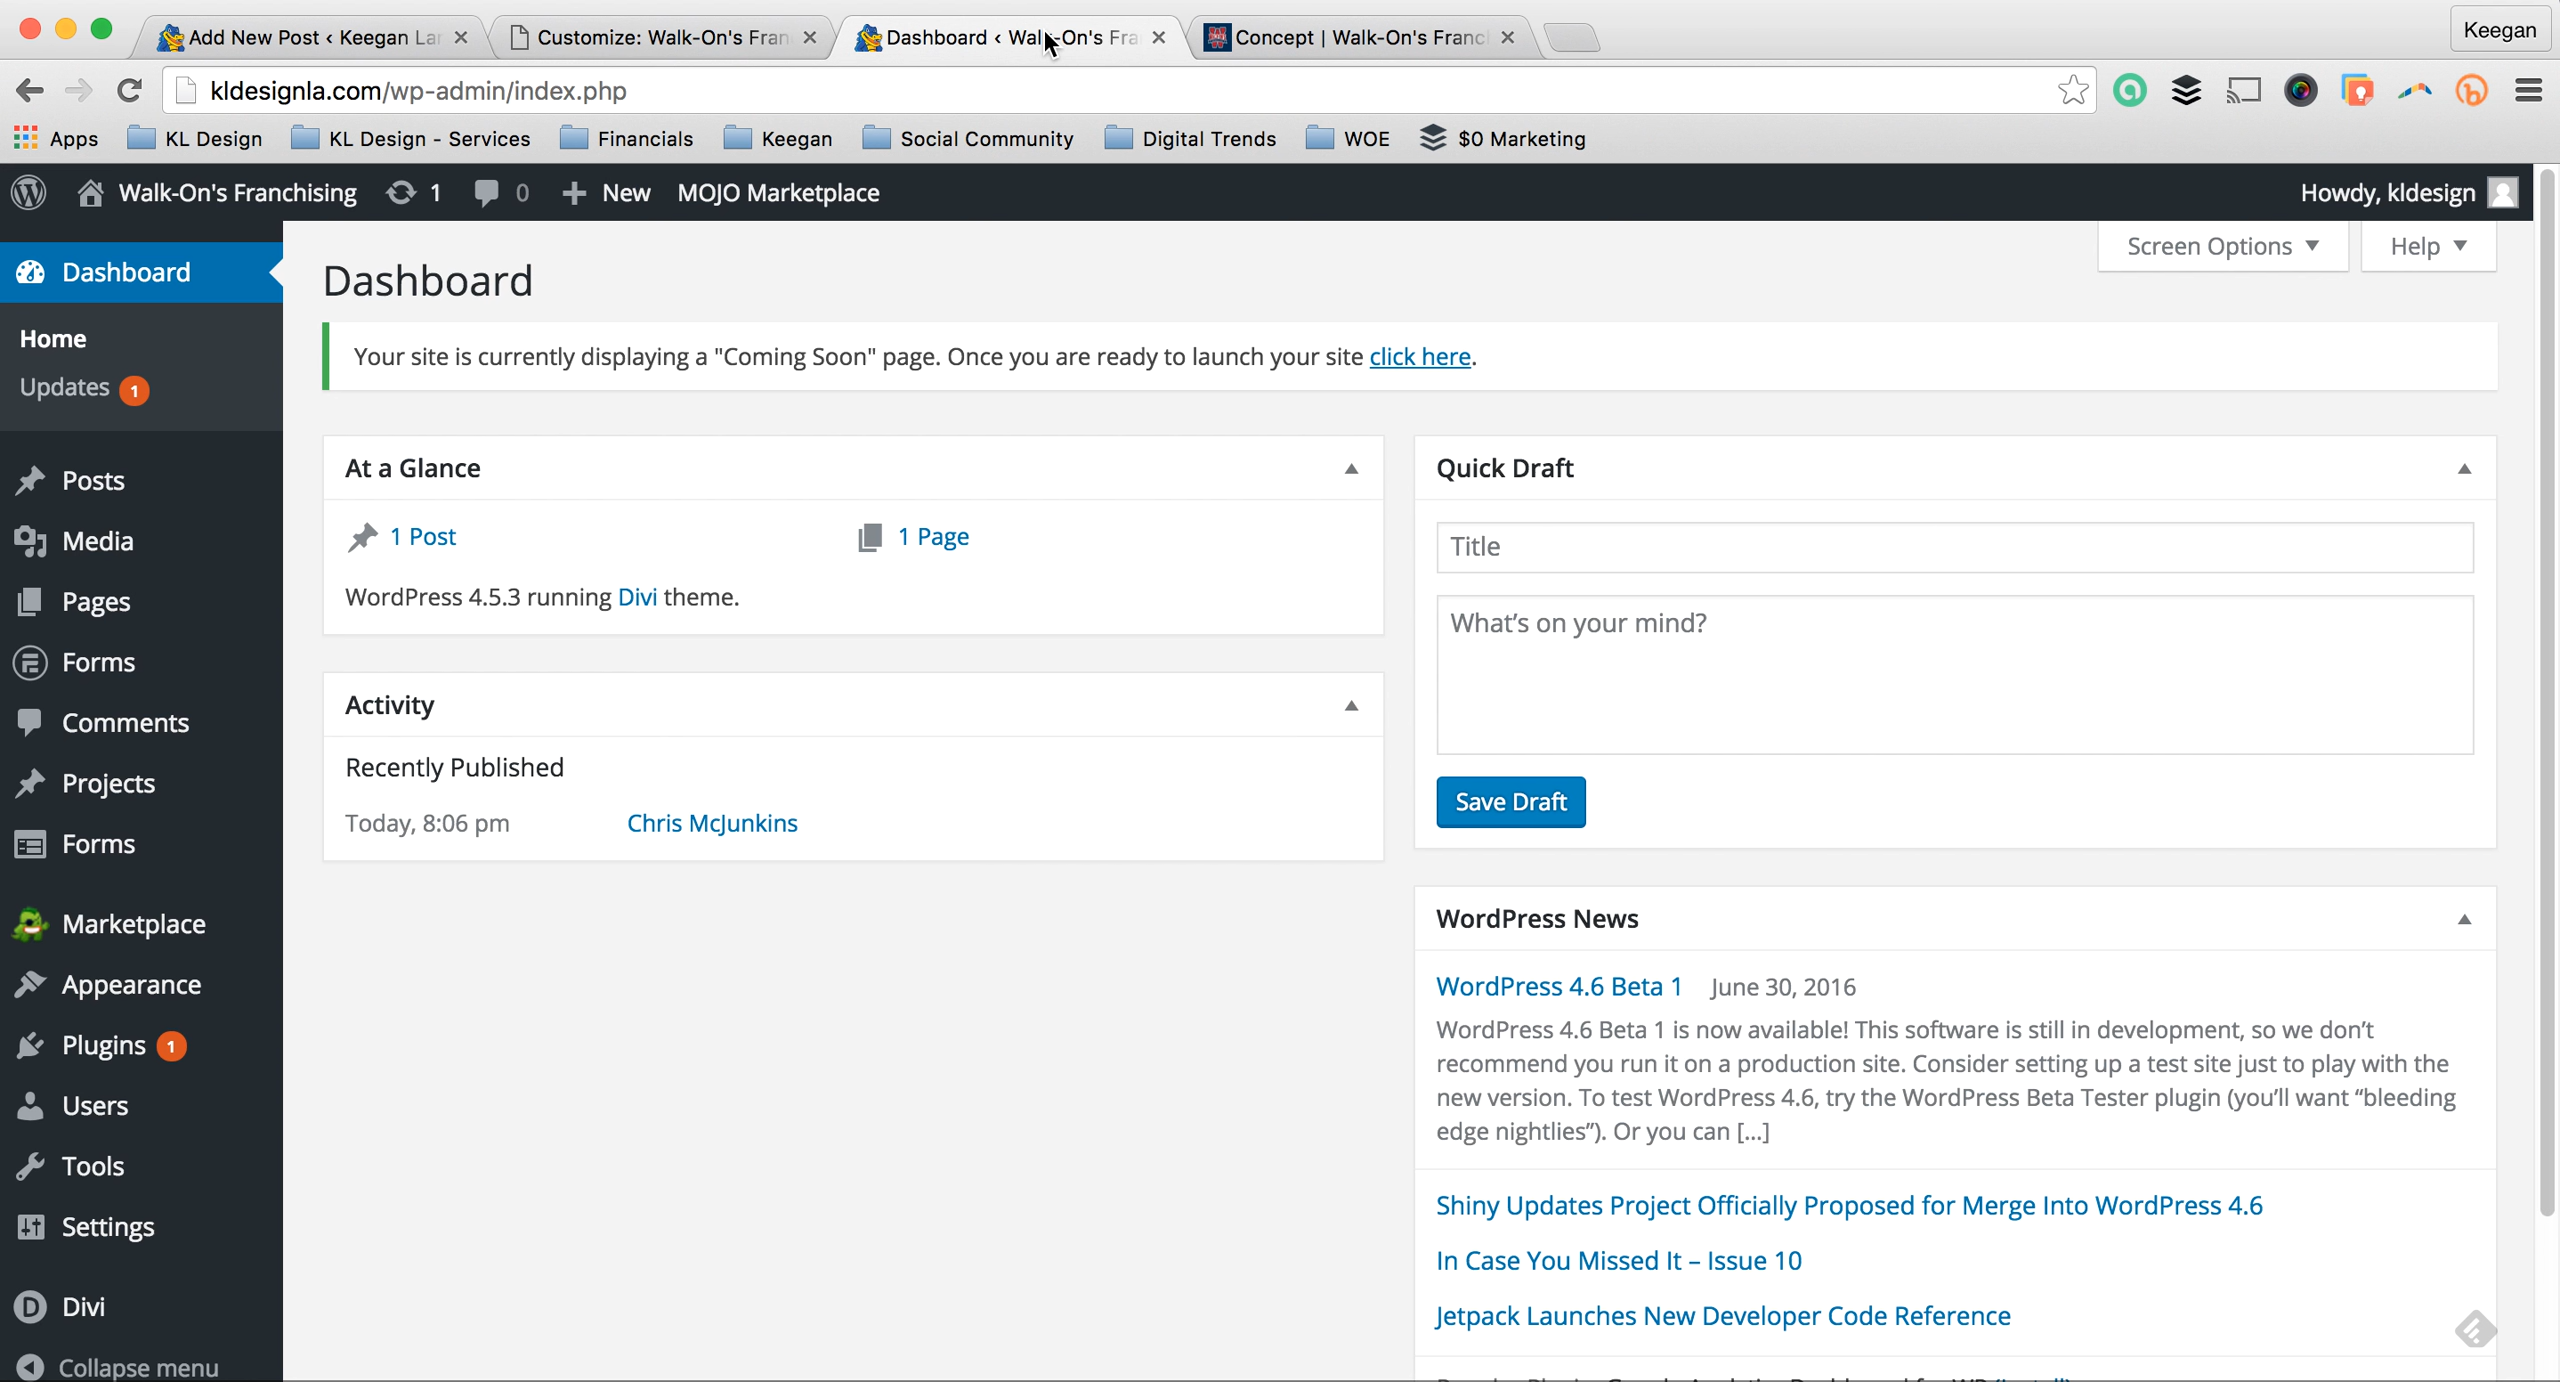 Add New Post ‹ Keegan La
Customize: Walk-On's Fran
Dashboard ‹ Walk-On's Fra
Concept | Walk-On's Franc
Keegan
kldesignla.com/wp-admin/index.php
Apps
KL Design
KL Design - Services
Financials
Keegan
Social Community
Digital Trends
WOE
$0 Marketing
Walk-On's Franchising
1
0
New
MOJO Marketplace
Howdy, kldesign
Dashboard
Home
Updates 1
Posts
Media
Pages
Forms
Comments
Projects
Forms
Marketplace
Appearance
Plugins 1
Users
Tools
Settings
Divi
Collapse menu
Screen Options
Help
Dashboard
Your site is currently displaying a "Coming Soon" page. Once you are ready to launch your site click here.
At a Glance
1 Post
1 Page
WordPress 4.5.3 running Divi theme.
Activity
Recently Published
Today, 8:06 pm
Chris McJunkins
Quick Draft
Title
What's on your mind?
Save Draft
WordPress News
WordPress 4.6 Beta 1 June 30, 2016
WordPress 4.6 Beta 1 is now available! This software is still in development, so we don't
recommend you run it on a production site. Consider setting up a test site just to play with the
new version. To test WordPress 4.6, try the WordPress Beta Tester plugin (you'll want “bleeding
edge nightlies”). Or you can [...]
Shiny Updates Project Officially Proposed for Merge Into WordPress 4.6
In Case You Missed It – Issue 10
Jetpack Launches New Developer Code Reference